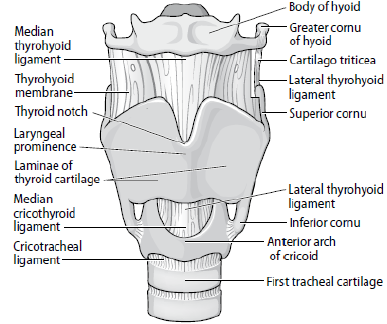 Median
thyrohyoid
ligament
Thyrohyoid
membrane
Thyroid notch
Laryngeal
prominence
Laminae of
thyroid cartilage
Median
cricothyroid
ligament
Cricotracheal
ligament
Body of hyoid
Greater cornu
of hyoid
Cartilago triticea
Lateral thyrohyoid
ligament
Superior cornu
Lateral thyrohyoid
ligament
Inferior cornu
Anterior arch
of cricoid
First tracheal cartilage